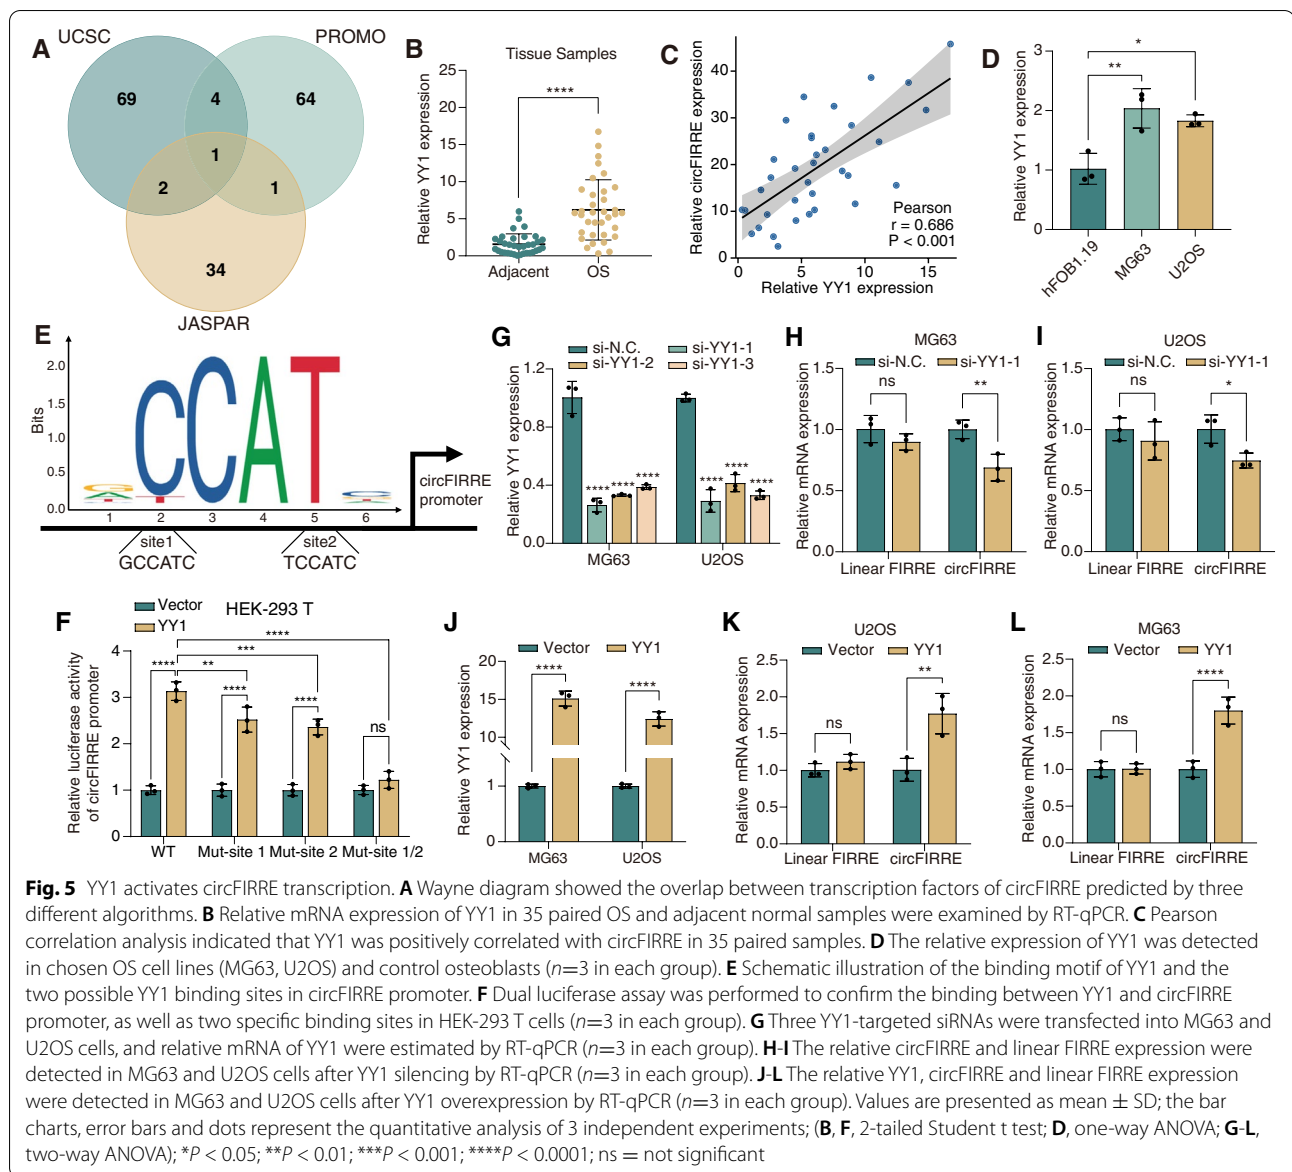 A
UCSC
PROMO
69
4
64
1
2
1
34
JASPAR
B
Tissue Samples
Relative YY1 expression
25
20
15
10
5
0
****
Adjacent
OS
C
Relative circFIRRE expression
40
30
20
10
0
0
5
10
15
Relative YY1 expression
Pearson
r = 0.686
P < 0.001
D
Relative YY1 expression
3
2
1
0
*
**
hFOB1.19
MG63
U2OS
E
Bits
2.0
1.5
1.0
0.5
0.0
CCAT
1
2
3
4
5
6
circFIRRE
promoter
site1
GCCATC
site2
TCCATC
G
si-N.C.
si-YY1-1
si-YY1-2
si-YY1-3
Relative YY1 expression
1.2
0.8
0.4
0.0
**** **** ****
**** **** ****
MG63
U2OS
H
MG63
si-N.C.
si-YY1-1
Relative mRNA expression
1.5
1.0
0.5
0.0
ns
**
Linear FIRRE
circFIRRE
I
U2OS
si-N.C.
si-YY1-1
Relative mRNA expression
1.5
1.0
0.5
0.0
ns
*
Linear FIRRE
circFIRRE
F
Vector
YY1
HEK-293 T
Relative luciferase activity
of circFIRRE promoter
4
3
2
1
0
****
***
**
****
****
****
ns
WT
Mut-site 1
Mut-site 2
Mut-site 1/2
J
Vector
YY1
Relative YY1 expression
15
10
1
0
****
****
MG63
U2OS
K
U2OS
Vector
YY1
Relative mRNA expression
2.5
2.0
1.5
1.0
0.5
0.0
ns
**
Linear FIRRE
circFIRRE
L
MG63
Vector
YY1
Relative mRNA expression
2.5
2.0
1.5
1.0
0.5
0.0
ns
****
Linear FIRRE
circFIRRE
Fig. 5 YY1 activates circFIRRE transcription. A Wayne diagram showed the overlap between transcription factors of circFIRRE predicted by three
different algorithms. B Relative mRNA expression of YY1 in 35 paired OS and adjacent normal samples were examined by RT-qPCR. C Pearson
correlation analysis indicated that YY1 was positively correlated with circFIRRE in 35 paired samples. D The relative expression of YY1 was detected
in chosen OS cell lines (MG63, U2OS) and control osteoblasts (n=3 in each group). E Schematic illustration of the binding motif of YY1 and the
two possible YY1 binding sites in circFIRRE promoter. F Dual luciferase assay was performed to confirm the binding between YY1 and circFIRRE
promoter, as well as two specific binding sites in HEK-293 T cells (n=3 in each group). G Three YY1-targeted siRNAs were transfected into MG63 and
U2OS cells, and relative mRNA of YY1 were estimated by RT-qPCR (n=3 in each group). H-I The relative circFIRRE and linear FIRRE expression were
detected in MG63 and U2OS cells after YY1 silencing by RT-qPCR (n=3 in each group). J-L The relative YY1, circFIRRE and linear FIRRE expression
were detected in MG63 and U2OS cells after YY1 overexpression by RT-qPCR (n=3 in each group). Values are presented as mean ± SD; the bar
charts, error bars and dots represent the quantitative analysis of 3 independent experiments; (B, F, 2-tailed Student t test; D, one-way ANOVA; G-L,
two-way ANOVA); *P < 0.05; **P < 0.01; ***P < 0.001; ****P < 0.0001; ns = not significant